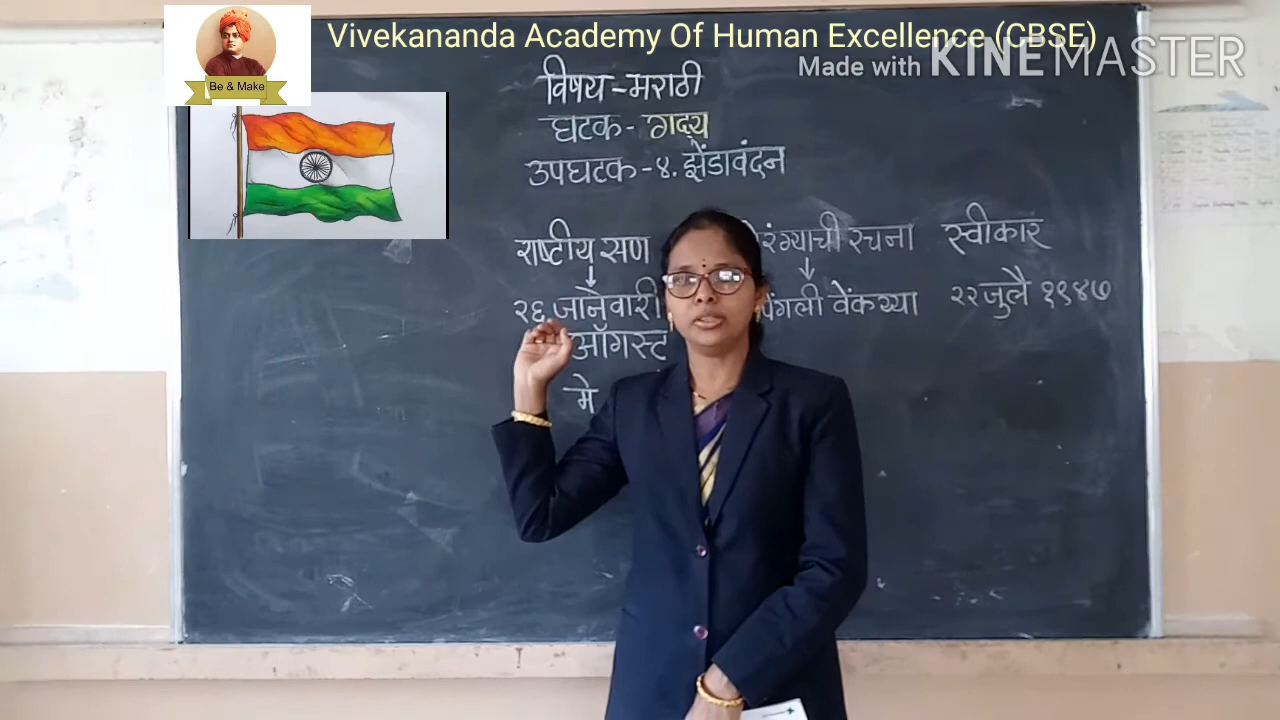 Vivekananda Academy Of Human Excellence (CBSE)
Made with KINEMASTER
Be & Make
विषय - मराठी
घटक - गद्य
उपघटक - ४. झेंडावंदन
राष्टीय सण
रंग्याची रचना
स्वीकार
२६ जानेवारी
पिंगली वेंकय्या
२२ जुलै १९४७
ऑगस्ट
मे